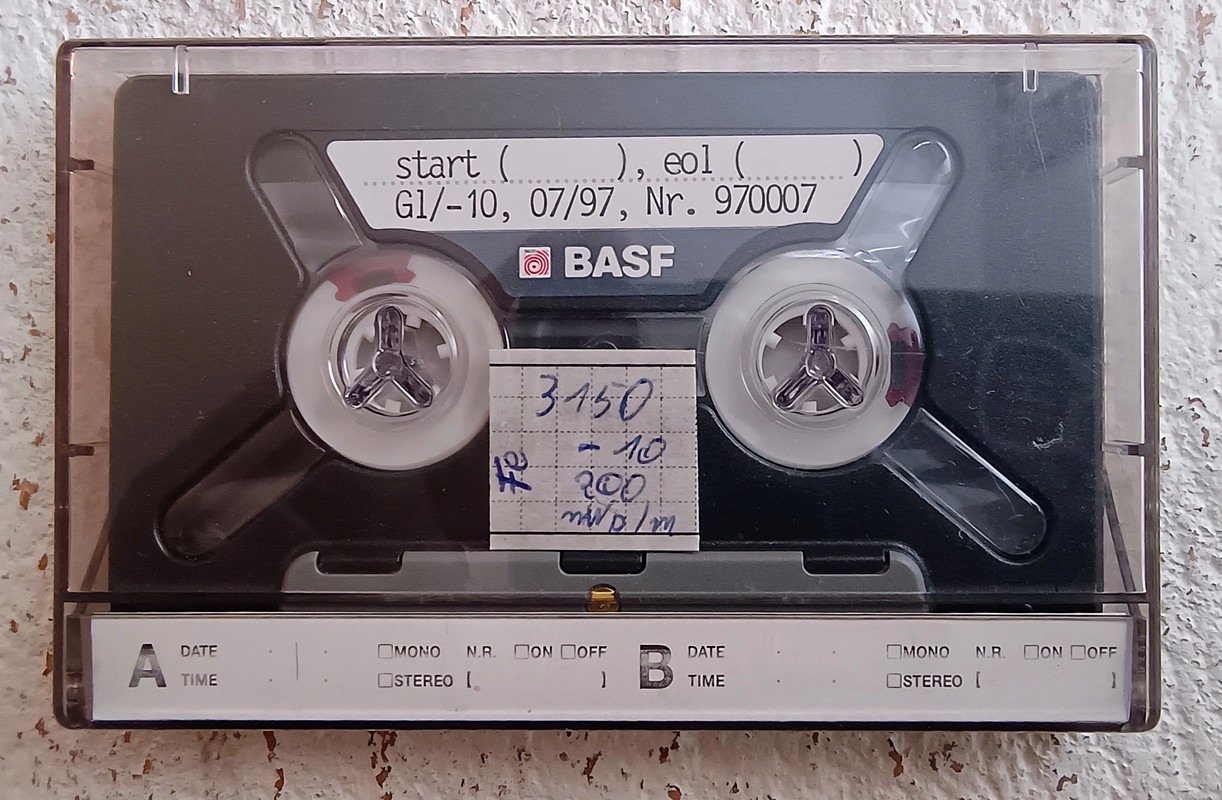 start (          ), eol (          )
Gl/-10, 07/97, Nr. 970007
BASF
3150
- 10
Fe
200
nWb/m
A DATE · · MONO N.R. ON OFF B DATE · · MONO N.R. ON OFF
TIME · · STEREO [ ] TIME · · STEREO [ ]